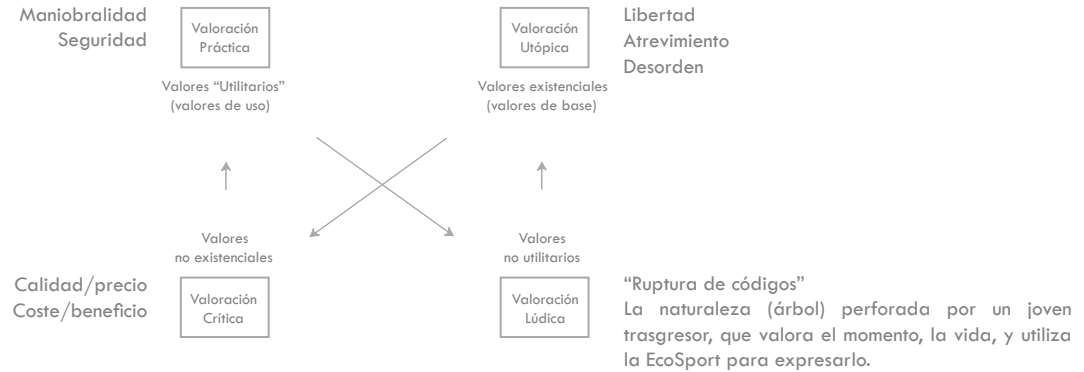 Maniobralidad
Seguridad
Valoración
Práctica
Valores “Utilitarios”
(valores de uso)
Valoración
Utópica
Valores existenciales
(valores de base)
Libertad
Atrevimiento
Desorden
Valores
no existenciales
Valoración
Crítica
Calidad/precio
Coste/beneficio
Valores
no utilitarios
Valoración
Lúdica
“Ruptura de códigos”
La naturaleza (árbol) perforada por un joven
trasgresor, que valora el momento, la vida, y utiliza
la EcoSport para expresarlo.